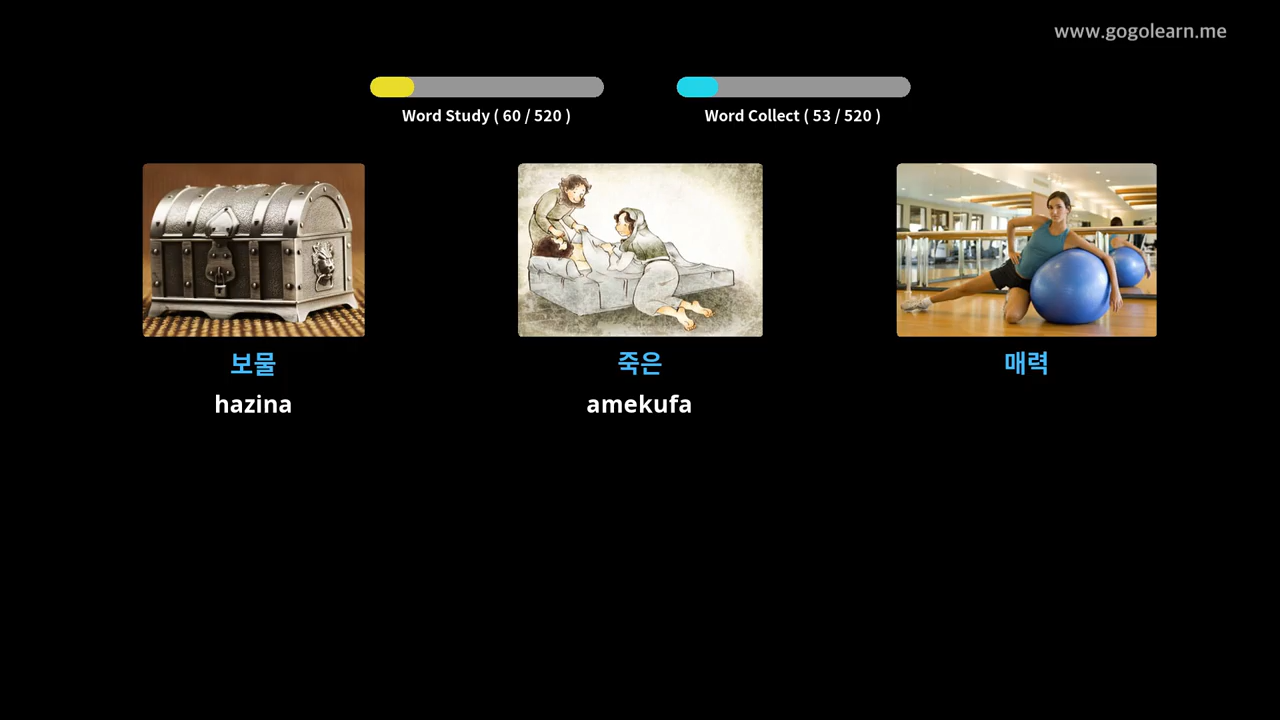 www.gogolearn.me
Word Study ( 60 / 520 )
Word Collect ( 53 / 520 )
보물
죽은
매력
hazina
amekufa